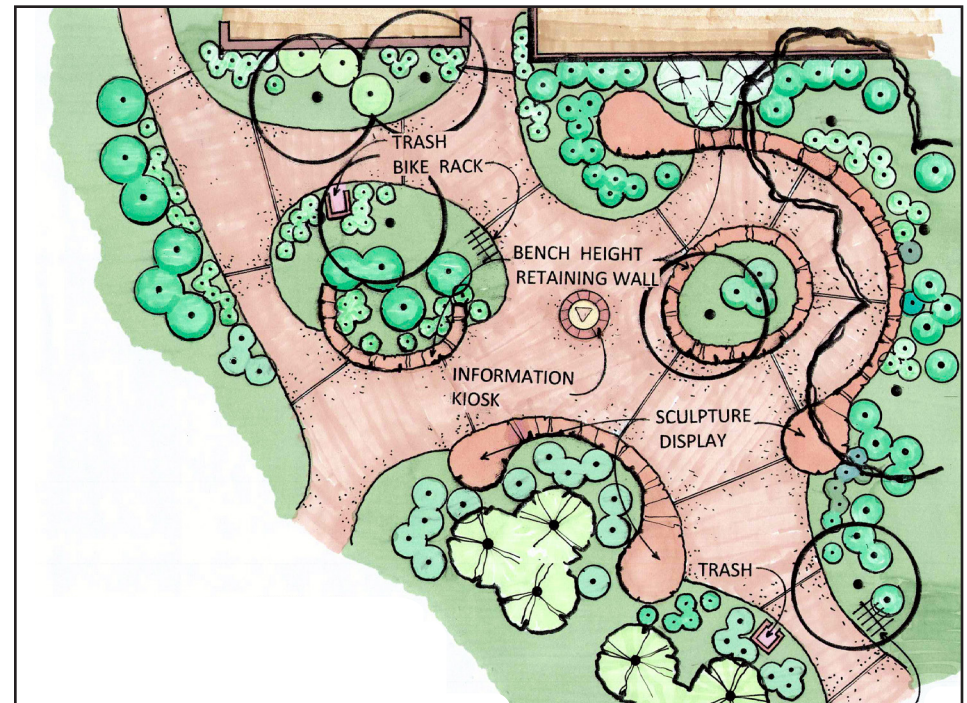 TRASH
BIKE RACK
BENCH HEIGHT
RETAINING WALL
INFORMATION
KIOSK
SCULPTURE
DISPLAY
TRASH